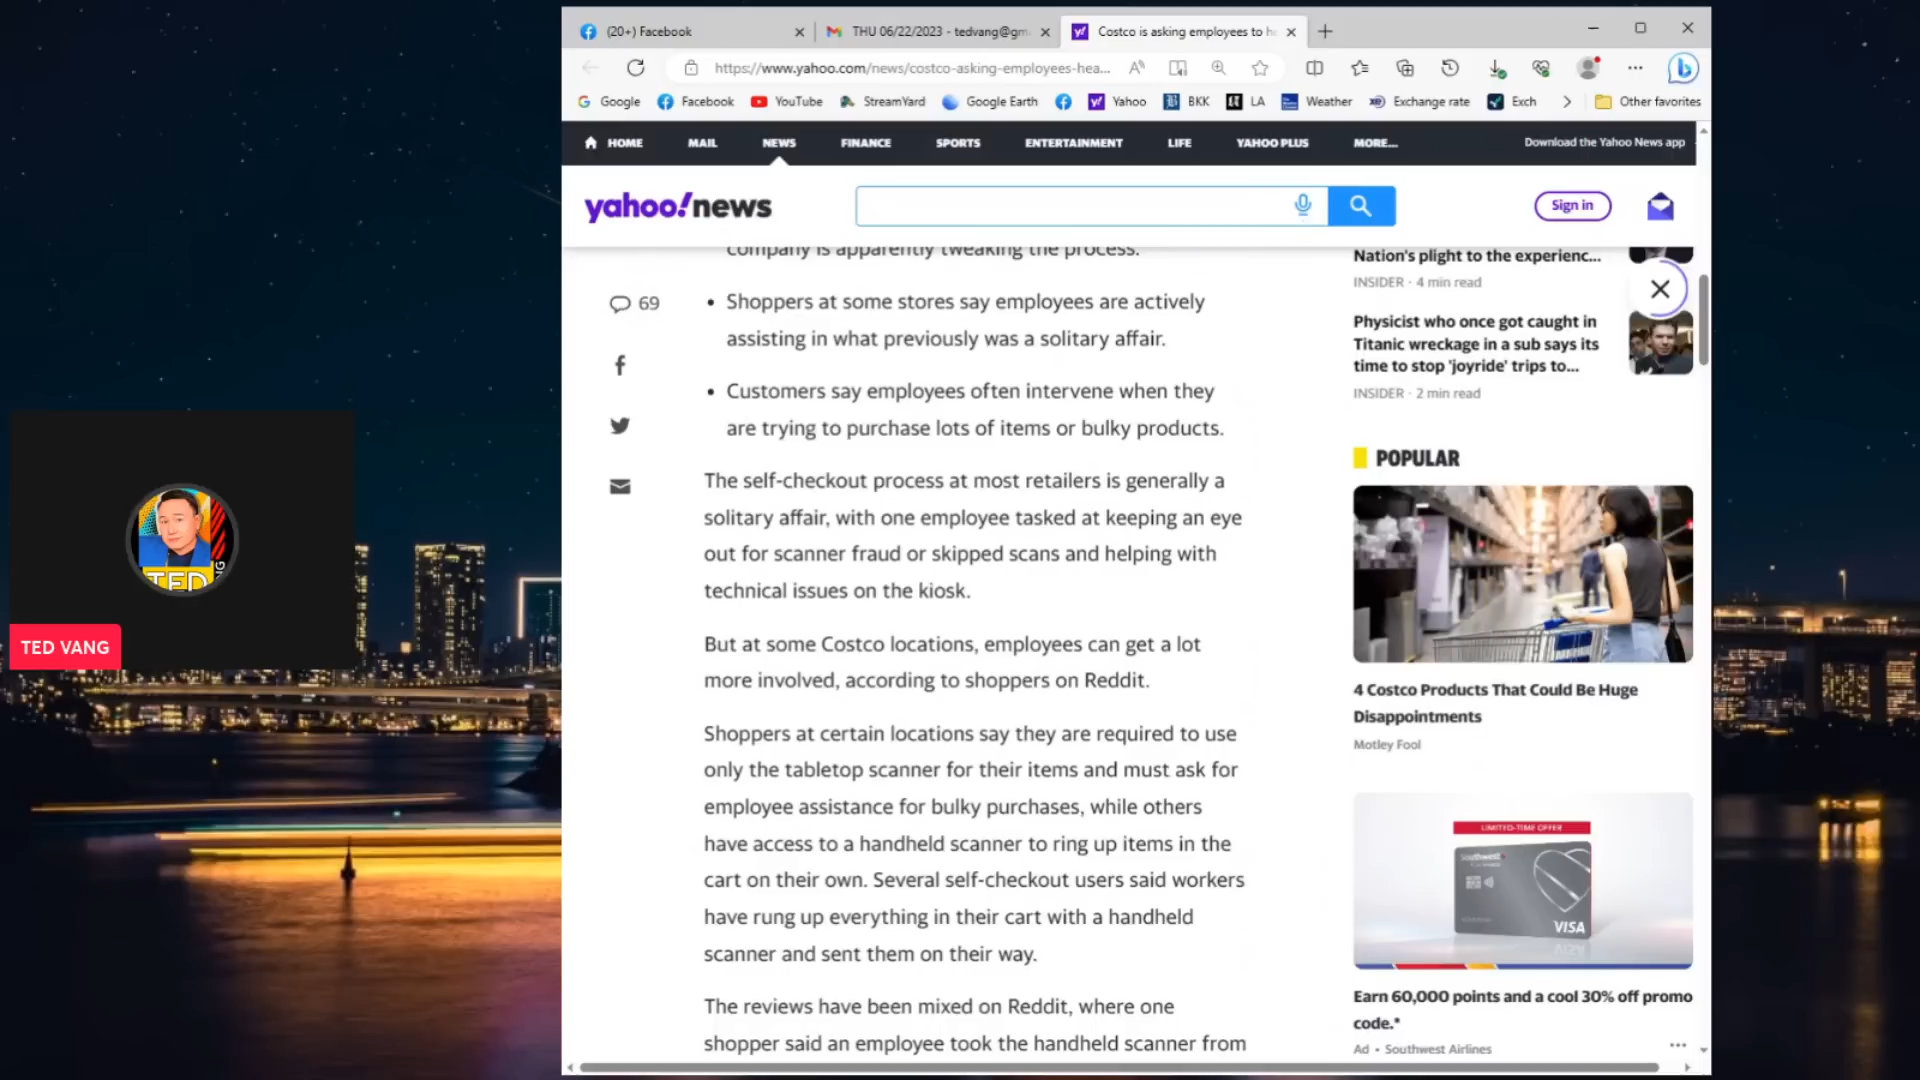 (20+) Facebook
THU 06/22/2023 - tedvang@gm
Costco is asking employees to he
https://www.yahoo.com/news/costco-asking-employees-hea...
Google
Facebook
YouTube
StreamYard
Google Earth
Yahoo
BKK
LA
Weather
Exchange rate
Exch
Other favorites
HOME
MAIL
NEWS
FINANCE
SPORTS
ENTERTAINMENT
LIFE
YAHOO PLUS
MORE...
Download the Yahoo News app
yahoo!news
Sign in
company is apparently tweaking the process.
69
• Shoppers at some stores say employees are actively
assisting in what previously was a solitary affair.
• Customers say employees often intervene when they
are trying to purchase lots of items or bulky products.
The self-checkout process at most retailers is generally a
solitary affair, with one employee tasked at keeping an eye
out for scanner fraud or skipped scans and helping with
technical issues on the kiosk.
But at some Costco locations, employees can get a lot
more involved, according to shoppers on Reddit.
Shoppers at certain locations say they are required to use
only the tabletop scanner for their items and must ask for
employee assistance for bulky purchases, while others
have access to a handheld scanner to ring up items in the
cart on their own. Several self-checkout users said workers
have rung up everything in their cart with a handheld
scanner and sent them on their way.
The reviews have been mixed on Reddit, where one
shopper said an employee took the handheld scanner from
Nation's plight to the experienc...
INSIDER · 4 min read
Physicist who once got caught in
Titanic wreckage in a sub says its
time to stop 'joyride' trips to...
INSIDER · 2 min read
POPULAR
4 Costco Products That Could Be Huge
Disappointments
Motley Fool
LIMITED-TIME OFFER
Southwest
VISA
Earn 60,000 points and a cool 30% off promo
code.*
Ad • Southwest Airlines
TED
TED VANG